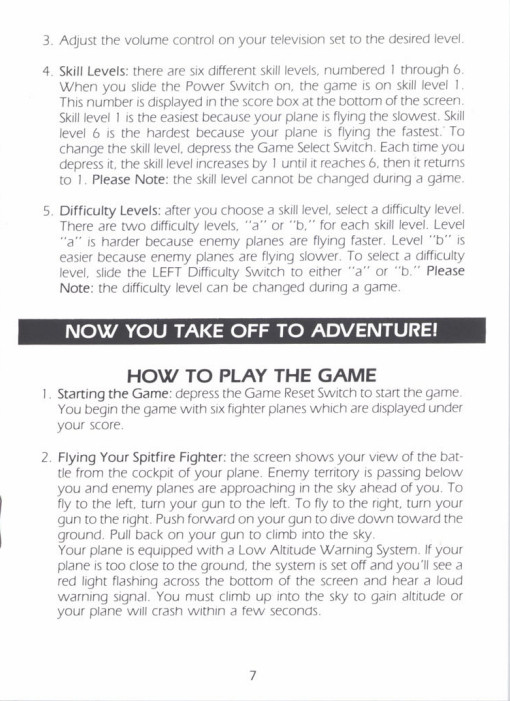 3. Adjust the volume control on your television set to the desired level.
4. Skill Levels: there are six different skill levels, numbered 1 through 6.
When you slide the Power Switch on, the game is on skill level 1.
This number is displayed in the score box at the bottom of the screen.
Skill level 1 is the easiest because your plane is flying the slowest. Skill
level 6 is the hardest because your plane is flying the fastest. To
change the skill level, depress the Game Select Switch. Each time you
depress it, the skill level increases by 1 until it reaches 6, then it returns
to 1. Please Note: the skill level cannot be changed during a game.
5. Difficulty Levels: after you choose a skill level, select a difficulty level.
There are two difficulty levels, "a" or "b," for each skill level. Level
"a" is harder because enemy planes are flying faster. Level "b" is
easier because enemy planes are flying slower. To select a difficulty
level, slide the LEFT Difficulty Switch to either "a" or "b." Please
Note: the difficulty level can be changed during a game.
NOW YOU TAKE OFF TO ADVENTURE!
HOW TO PLAY THE GAME
1. Starting the Game: depress the Game Reset Switch to start the game.
You begin the game with six fighter planes which are displayed under
your score.
2. Flying Your Spitfire Fighter: the screen shows your view of the bat-
tle from the cockpit of your plane. Enemy territory is passing below
you and enemy planes are approaching in the sky ahead of you. To
fly to the left, turn your gun to the left. To fly to the right, turn your
gun to the right. Push forward on your gun to dive down toward the
ground. Pull back on your gun to climb into the sky.
Your plane is equipped with a Low Altitude Warning System. If your
plane is too close to the ground, the system is set off and you'll see a
red light flashing across the bottom of the screen and hear a loud
warning signal. You must climb up into the sky to gain altitude or
your plane will crash within a few seconds.
7